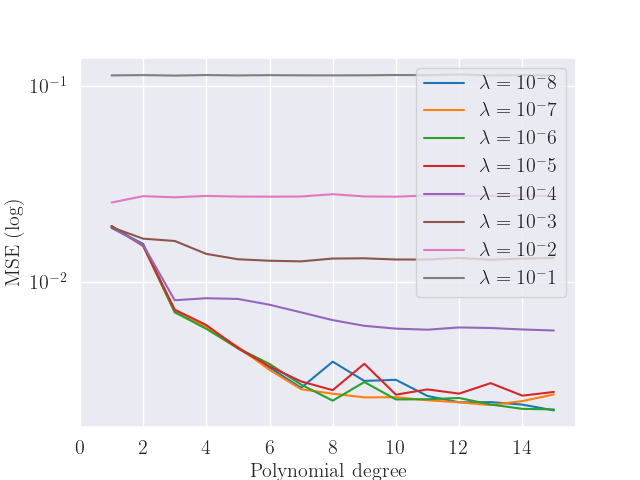 10⁻¹
10⁻²
MSE (log)
λ = 10⁻8
λ = 10⁻7
λ = 10⁻6
λ = 10⁻5
λ = 10⁻4
λ = 10⁻3
λ = 10⁻2
λ = 10⁻1
0 2 4 6 8 10 12 14
Polynomial degree